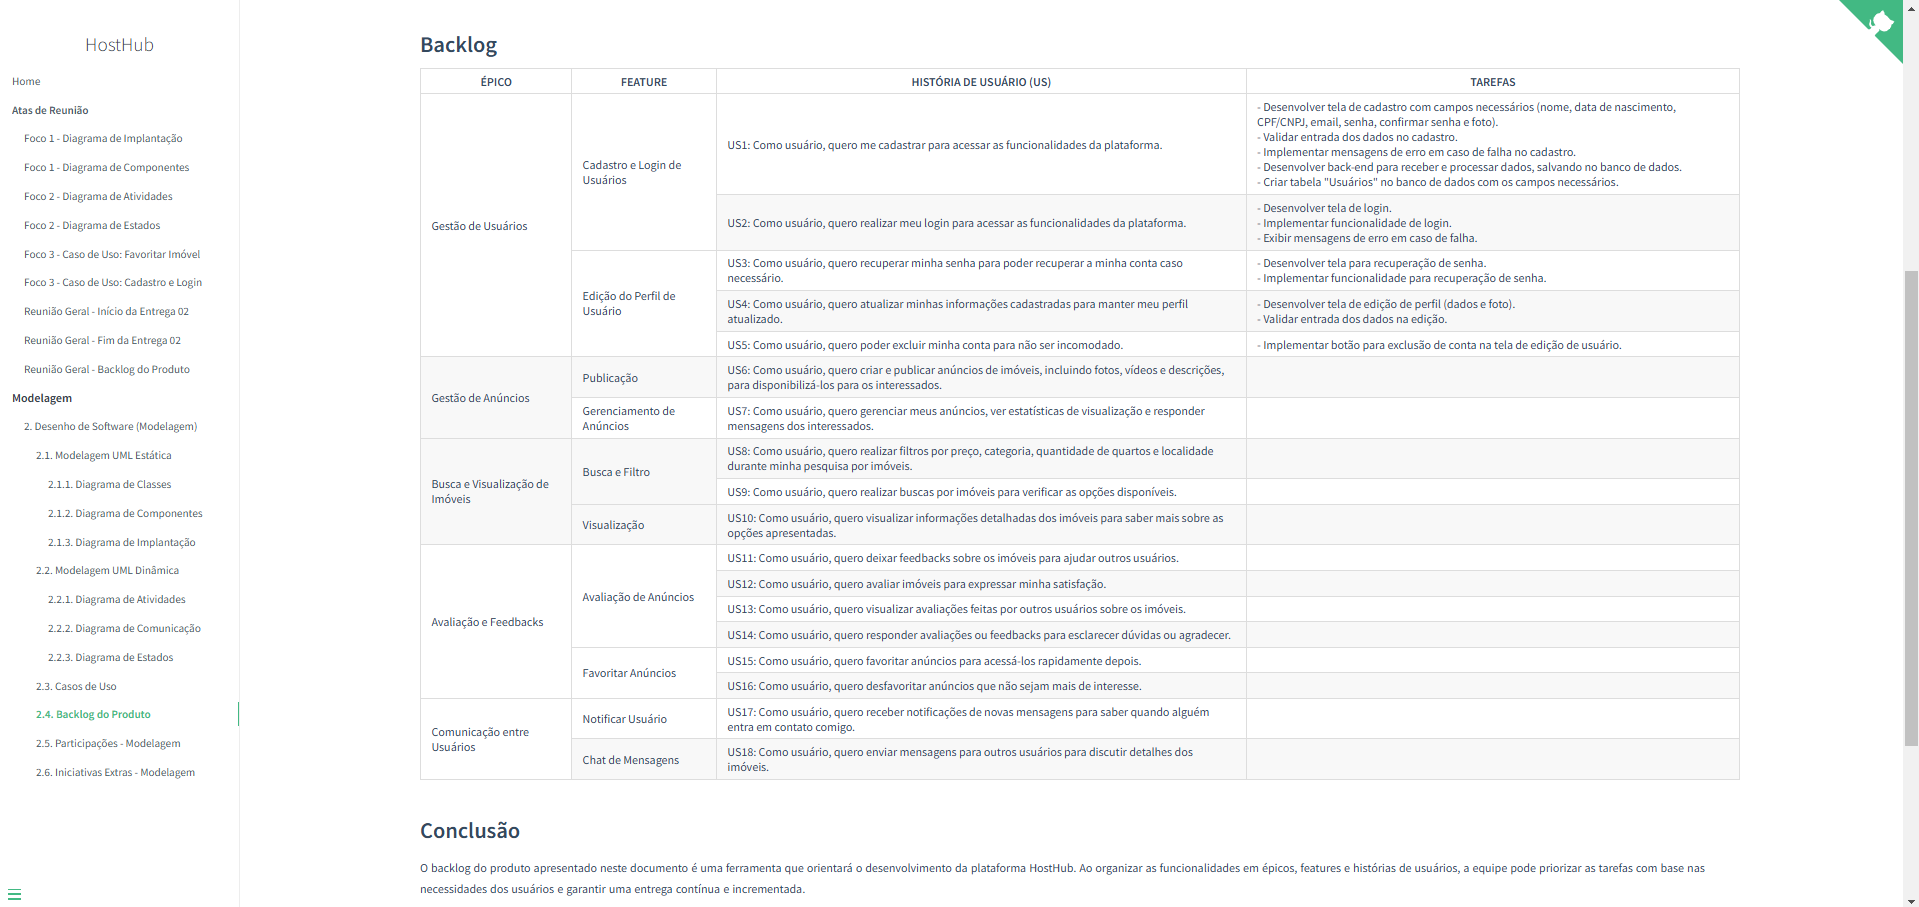 HostHub
Home
Atas de Reunião
Foco 1 - Diagrama de Implantação
Foco 1 - Diagrama de Componentes
Foco 2 - Diagrama de Atividades
Foco 2 - Diagrama de Estados
Foco 3 - Caso de Uso: Favoritar Imóvel
Foco 3 - Caso de Uso: Cadastro e Login
Reunião Geral - Início da Entrega 02
Reunião Geral - Fim da Entrega 02
Reunião Geral - Backlog do Produto
Modelagem
2. Desenho de Software (Modelagem)
2.1. Modelagem UML Estática
2.1.1. Diagrama de Classes
2.1.2. Diagrama de Componentes
2.1.3. Diagrama de Implantação
2.2. Modelagem UML Dinâmica
2.2.1. Diagrama de Atividades
2.2.2. Diagrama de Comunicação
2.2.3. Diagrama de Estados
2.3. Casos de Uso
2.4. Backlog do Produto
2.5. Participações - Modelagem
2.6. Iniciativas Extras - Modelagem
Backlog
ÉPICO
FEATURE
HISTÓRIA DE USUÁRIO (US)
TAREFAS
Gestão de Usuários
Cadastro e Login de
Usuários
US1: Como usuário, quero me cadastrar para acessar as funcionalidades da plataforma.
- Desenvolver tela de cadastro com campos necessários (nome, data de nascimento,
CPF/CNPJ, email, senha, confirmar senha e foto).
- Validar entrada dos dados no cadastro.
- Implementar mensagens de erro em caso de falha no cadastro.
- Desenvolver back-end para receber e processar dados, salvando no banco de dados.
- Criar tabela "Usuários" no banco de dados com os campos necessários.
US2: Como usuário, quero realizar meu login para acessar as funcionalidades da plataforma.
- Desenvolver tela de login.
- Implementar funcionalidade de login.
- Exibir mensagens de erro em caso de falha.
Edição do Perfil de
Usuário
US3: Como usuário, quero recuperar minha senha para poder recuperar a minha conta caso
necessário.
- Desenvolver tela para recuperação de senha.
- Implementar funcionalidade para recuperação de senha.
US4: Como usuário, quero atualizar minhas informações cadastradas para manter meu perfil
atualizado.
- Desenvolver tela de edição de perfil (dados e foto).
- Validar entrada dos dados na edição.
US5: Como usuário, quero poder excluir minha conta para não ser incomodado.
- Implementar botão para exclusão de conta na tela de edição de usuário.
Gestão de Anúncios
Publicação
US6: Como usuário, quero criar e publicar anúncios de imóveis, incluindo fotos, vídeos e descrições,
para disponibilizá-los para os interessados.
Gerenciamento de
Anúncios
US7: Como usuário, quero gerenciar meus anúncios, ver estatísticas de visualização e responder
mensagens dos interessados.
Busca e Visualização de
Imóveis
Busca e Filtro
US8: Como usuário, quero realizar filtros por preço, categoria, quantidade de quartos e localidade
durante minha pesquisa por imóveis.
US9: Como usuário, quero realizar buscas por imóveis para verificar as opções disponíveis.
Visualização
US10: Como usuário, quero visualizar informações detalhadas dos imóveis para saber mais sobre as
opções apresentadas.
Avaliação e Feedbacks
Avaliação de Anúncios
US11: Como usuário, quero deixar feedbacks sobre os imóveis para ajudar outros usuários.
US12: Como usuário, quero avaliar imóveis para expressar minha satisfação.
US13: Como usuário, quero visualizar avaliações feitas por outros usuários sobre os imóveis.
US14: Como usuário, quero responder avaliações ou feedbacks para esclarecer dúvidas ou agradecer.
Favoritar Anúncios
US15: Como usuário, quero favoritar anúncios para acessá-los rapidamente depois.
US16: Como usuário, quero desfavoritar anúncios que não sejam mais de interesse.
Comunicação entre
Usuários
Notificar Usuário
US17: Como usuário, quero receber notificações de novas mensagens para saber quando alguém
entra em contato comigo.
Chat de Mensagens
US18: Como usuário, quero enviar mensagens para outros usuários para discutir detalhes dos
imóveis.
Conclusão
O backlog do produto apresentado neste documento é uma ferramenta que orientará o desenvolvimento da plataforma HostHub. Ao organizar as funcionalidades em épicos, features e histórias de usuários, a equipe pode priorizar as tarefas com base nas
necessidades dos usuários e garantir uma entrega contínua e incrementada.